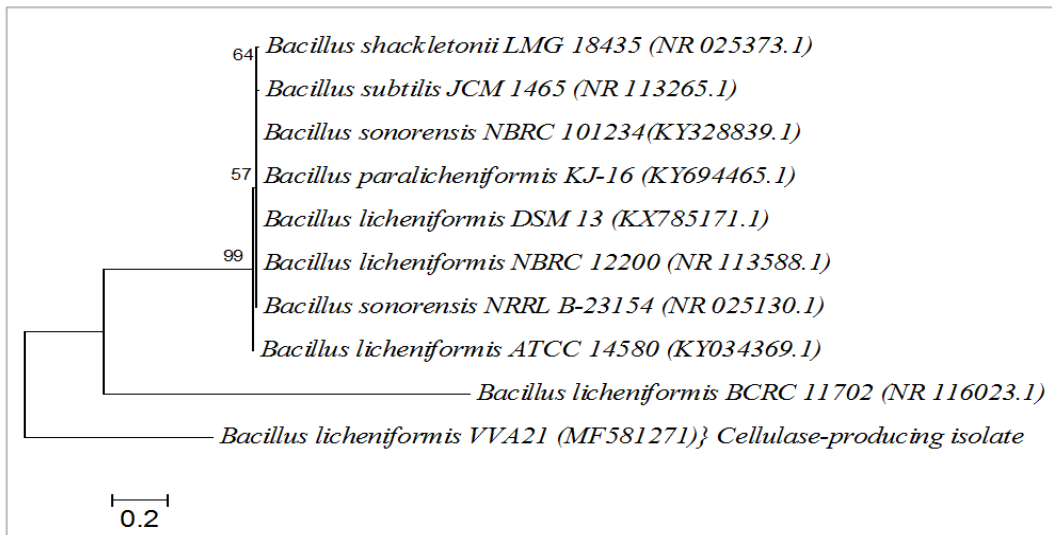 64
Bacillus shackletonii LMG 18435 (NR 025373.1)
Bacillus subtilis JCM 1465 (NR 113265.1)
Bacillus sonorensis NBRC 101234(KY328839.1)
57
Bacillus paralicheniformis KJ-16 (KY694465.1)
Bacillus licheniformis DSM 13 (KX785171.1)
99
Bacillus licheniformis NBRC 12200 (NR 113588.1)
Bacillus sonorensis NRRL B-23154 (NR 025130.1)
Bacillus licheniformis ATCC 14580 (KY034369.1)
Bacillus licheniformis BCRC 11702 (NR 116023.1)
Bacillus licheniformis VVA21 (MF581271)} Cellulase-producing isolate
0.2